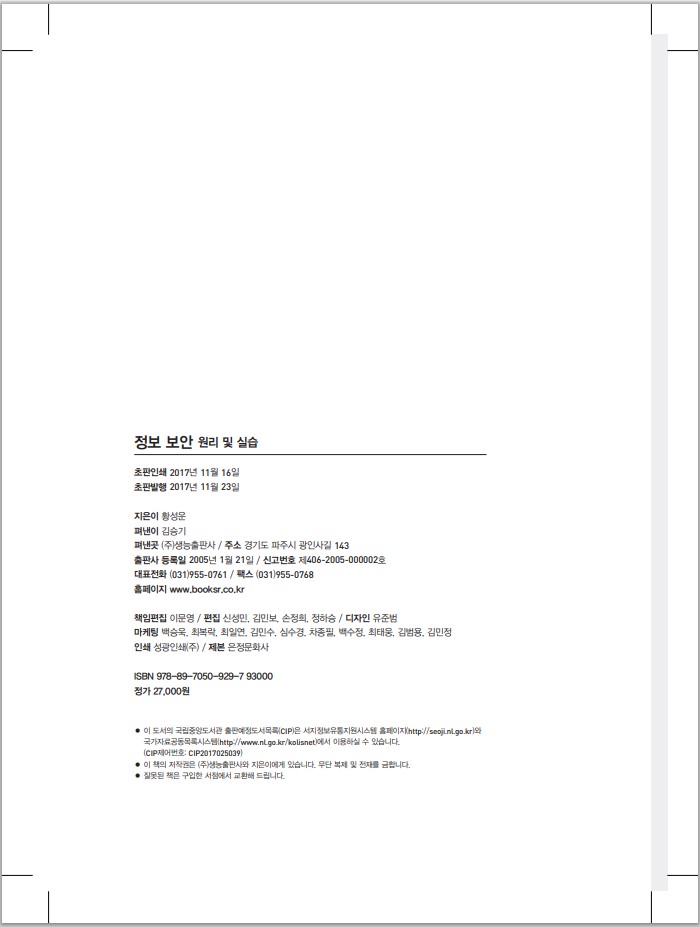 정보 보안 원리 및 실습
초판인쇄 2017년 11월 16일
초판발행 2017년 11월 23일
지은이 황성운
펴낸이 김승기
펴낸곳 (주)생능출판사 / 주소 경기도 파주시 광인사길 143
출판사 등록일 2005년 1월 21일 / 신고번호 제406-2005-000002호
대표전화 (031)955-0761 / 팩스 (031)955-0768
홈페이지 www.booksr.co.kr
책임편집 이문영 / 편집 신성민, 김민보, 손정희, 정하승 / 디자인 유준범
마케팅 백승욱, 최복락, 최일연, 김민수, 심수경, 차종필, 백수정, 최태웅, 김범용, 김민정
인쇄 성광인쇄(주) / 제본 은정문화사
ISBN 978-89-7050-929-7 93000
정가 27,000원
● 이 도서의 국립중앙도서관 출판예정도서목록(CIP)은 서지정보유통지원시스템 홈페이지(http://seoji.nl.go.kr)와
국가자료공동목록시스템(http://www.nl.go.kr/kolisnet)에서 이용하실 수 있습니다.
(CIP제어번호: CIP2017025039)
● 이 책의 저작권은 (주)생능출판사와 지은이에게 있습니다. 무단 복제 및 전재를 금합니다.
● 잘못된 책은 구입한 서점에서 교환해 드립니다.